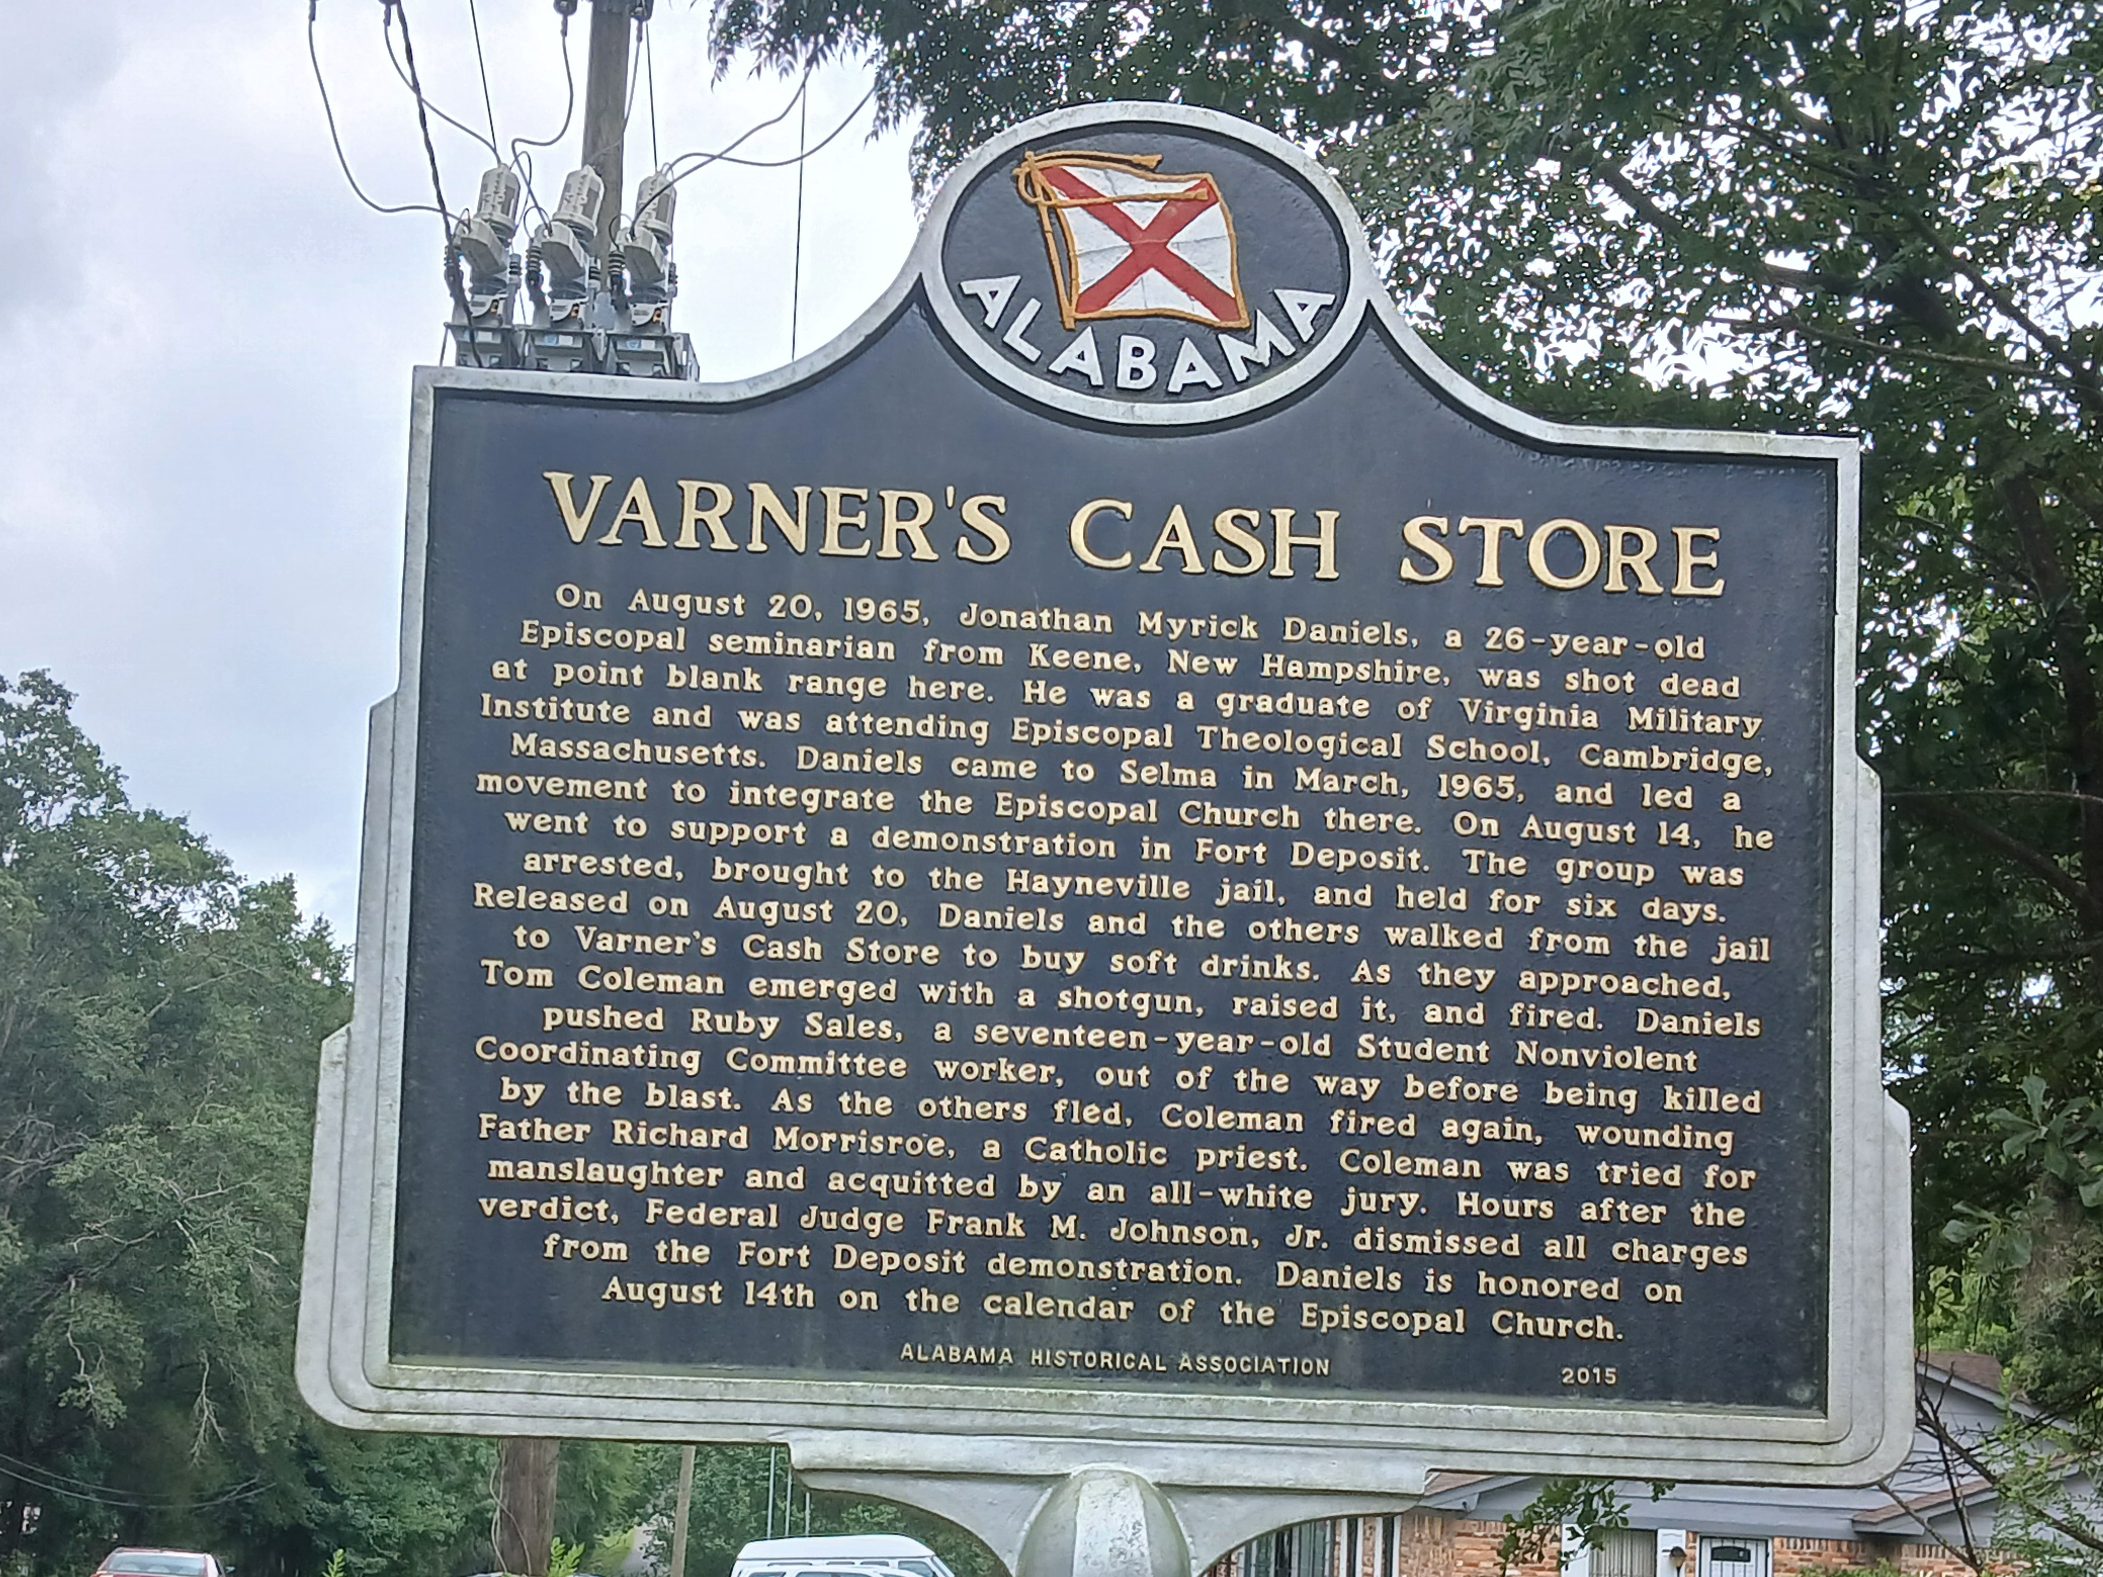 ALABAMA
VARNER'S CASH STORE
On August 20, 1965, Jonathan Myrick Daniels, a 26-year-old
Episcopal seminarian from Keene, New Hampshire, was shot dead
at point blank range here. He was a graduate of Virginia Military
Institute and was attending Episcopal Theological School, Cambridge,
Massachusetts. Daniels came to Selma in March, 1965, and led a
movement to integrate the Episcopal Church there. On August 14, he
went to support a demonstration in Fort Deposit. The group was
arrested, brought to the Hayneville jail, and held for six days.
Released on August 20, Daniels and the others walked from the jail
to Varner's Cash Store to buy soft drinks. As they approached,
Tom Coleman emerged with a shotgun, raised it, and fired. Daniels
pushed Ruby Sales, a seventeen-year-old Student Nonviolent
Coordinating Committee worker, out of the way before being killed
by the blast. As the others fled, Coleman fired again, wounding
Father Richard Morrisroe, a Catholic priest. Coleman was tried for
manslaughter and acquitted by an all-white jury. Hours after the
verdict, Federal Judge Frank M. Johnson, Jr. dismissed all charges
from the Fort Deposit demonstration. Daniels is honored on
August 14th on the calendar of the Episcopal Church.
ALABAMA HISTORICAL ASSOCIATION 2015